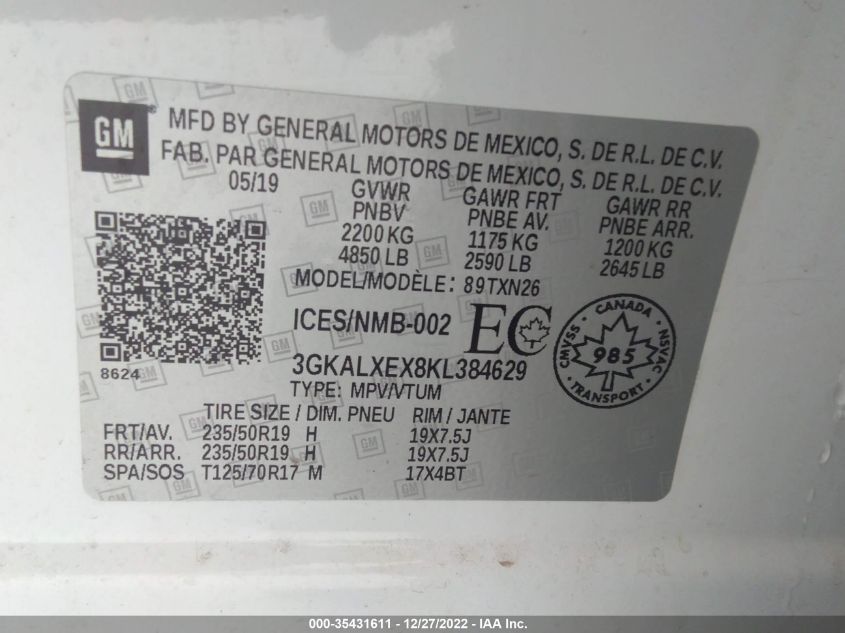 GM
MFD BY GENERAL MOTORS DE MEXICO, S. DE R.L. DE C.V.
FAB. PAR GENERAL MOTORS DE MEXICO, S. DE R.L. DE C.V.
05/19 GVWR GAWR FRT GAWR RR
PNBV PNBE AV. PNBE ARR.
2200 KG 1175 KG 1200 KG
4850 LB 2590 LB 2645 LB
MODEL/MODÈLE: 89TXN26
ICES/NMB-002 EC
CANADA
CMVSS 985 NSVAC
TRANSPORT
8624
3GKALXEX8KL384629
TYPE: MPV/VTUM
TIRE SIZE / DIM. PNEU RIM / JANTE
FRT/AV. 235/50R19 H 19X7.5J
RR/ARR. 235/50R19 H 19X7.5J
SPA/SOS T125/70R17 M 17X4BT
000-35431611 - 12/27/2022 - IAA Inc.